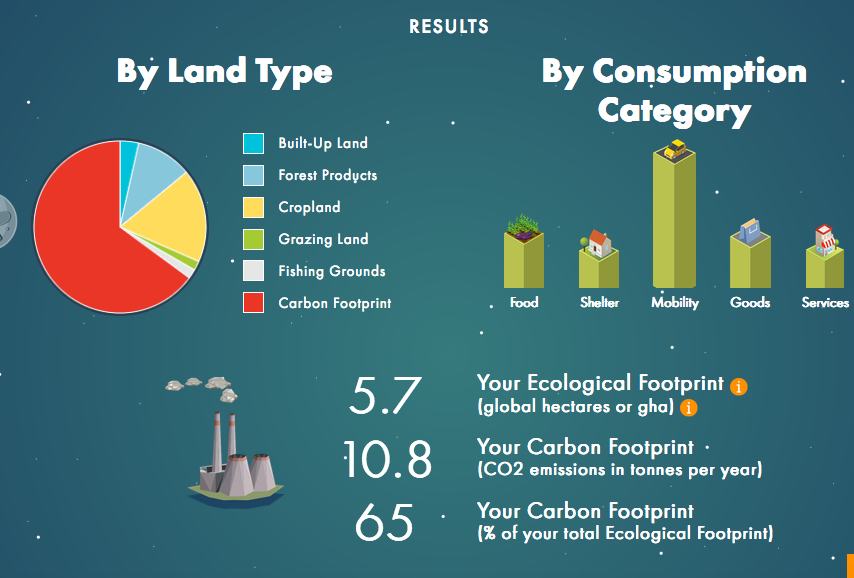 RESULTS
By Land Type
Built-Up Land
Forest Products
Cropland
Grazing Land
Fishing Grounds
Carbon Footprint
By Consumption
Category
Food
Shelter
Mobility
Goods
Services
5.7
Your Ecological Footprint i
(global hectares or gha) i
10.8
Your Carbon Footprint
(CO2 emissions in tonnes per year)
65
Your Carbon Footprint
(% of your total Ecological Footprint)